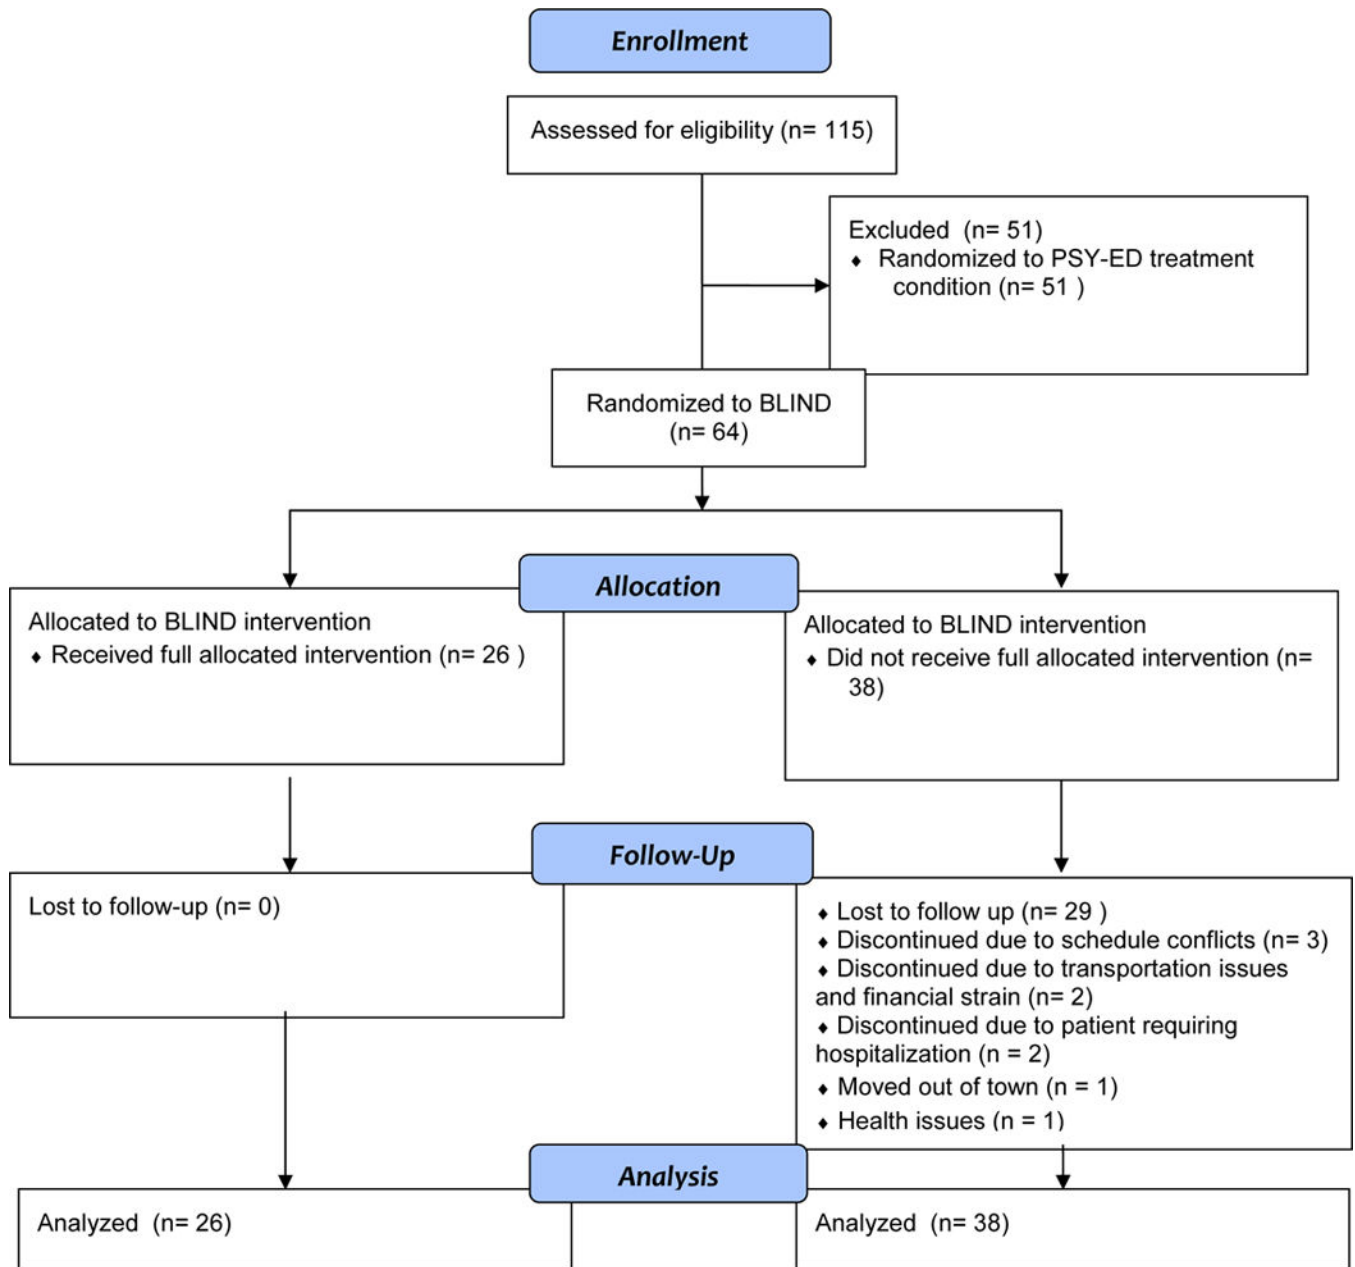 Enrollment
Assessed for eligibility (n= 115)
Excluded (n= 51)
♦ Randomized to PSY-ED treatment
condition (n= 51 )
Randomized to BLIND
(n= 64)
Allocation
Allocated to BLIND intervention
♦ Received full allocated intervention (n= 26 )
Allocated to BLIND intervention
♦ Did not receive full allocated intervention (n=
38)
Follow-Up
Lost to follow-up (n= 0)
♦ Lost to follow up (n= 29 )
♦ Discontinued due to schedule conflicts (n= 3)
♦ Discontinued due to transportation issues
and financial strain (n= 2)
♦ Discontinued due to patient requiring
hospitalization (n = 2)
♦ Moved out of town (n = 1)
♦ Health issues (n = 1)
Analysis
Analyzed (n= 26)
Analyzed (n= 38)